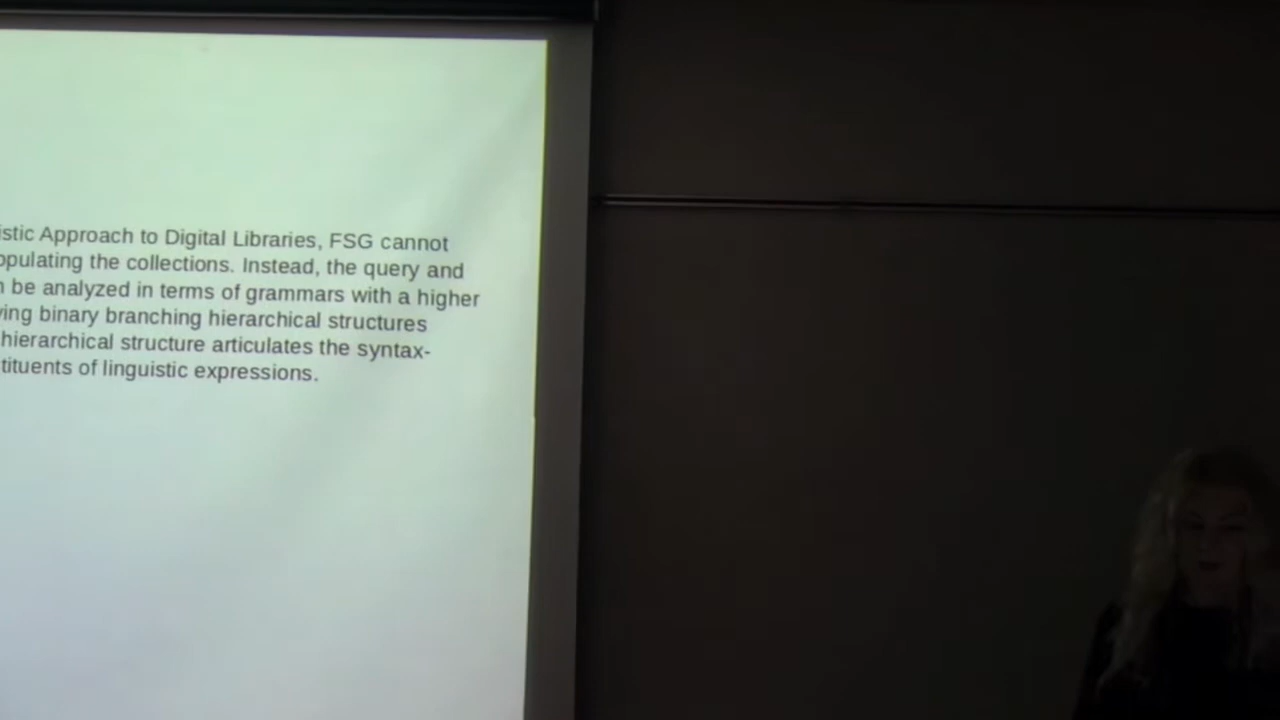 istic Approach to Digital Libraries, FSG cannot
opulating the collections. Instead, the query and
be analyzed in terms of grammars with a higher
ving binary branching hierarchical structures
hierarchical structure articulates the syntax-
tituents of linguistic expressions.